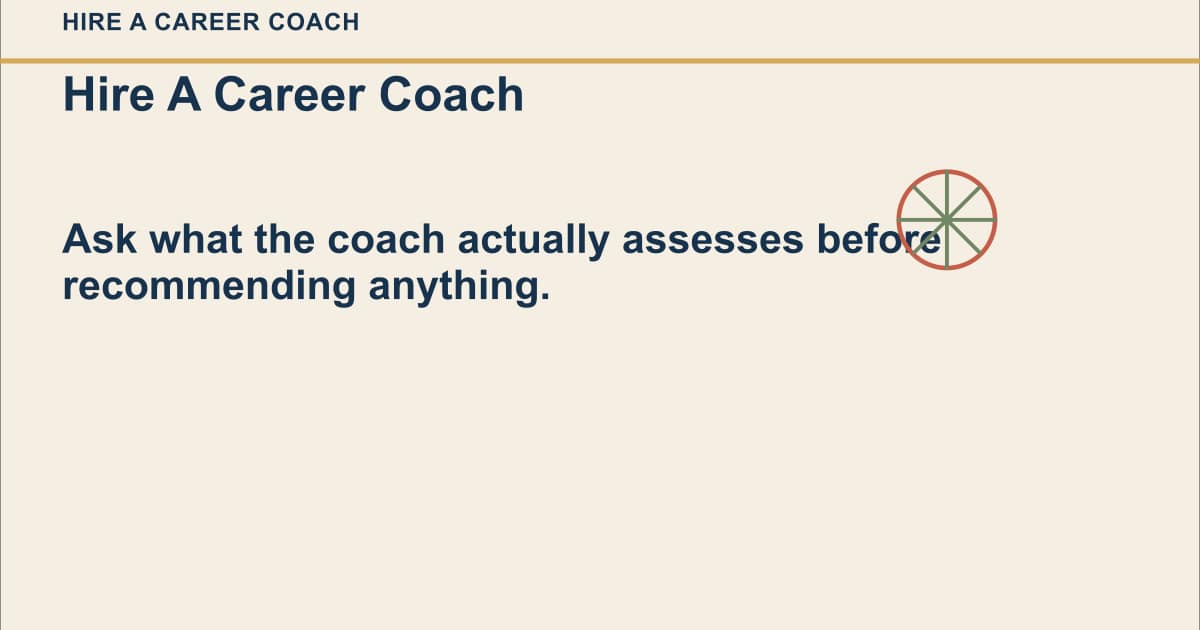 HIRE A CAREER COACH
Hire A Career Coach
Ask what the coach actually assesses before
recommending anything.